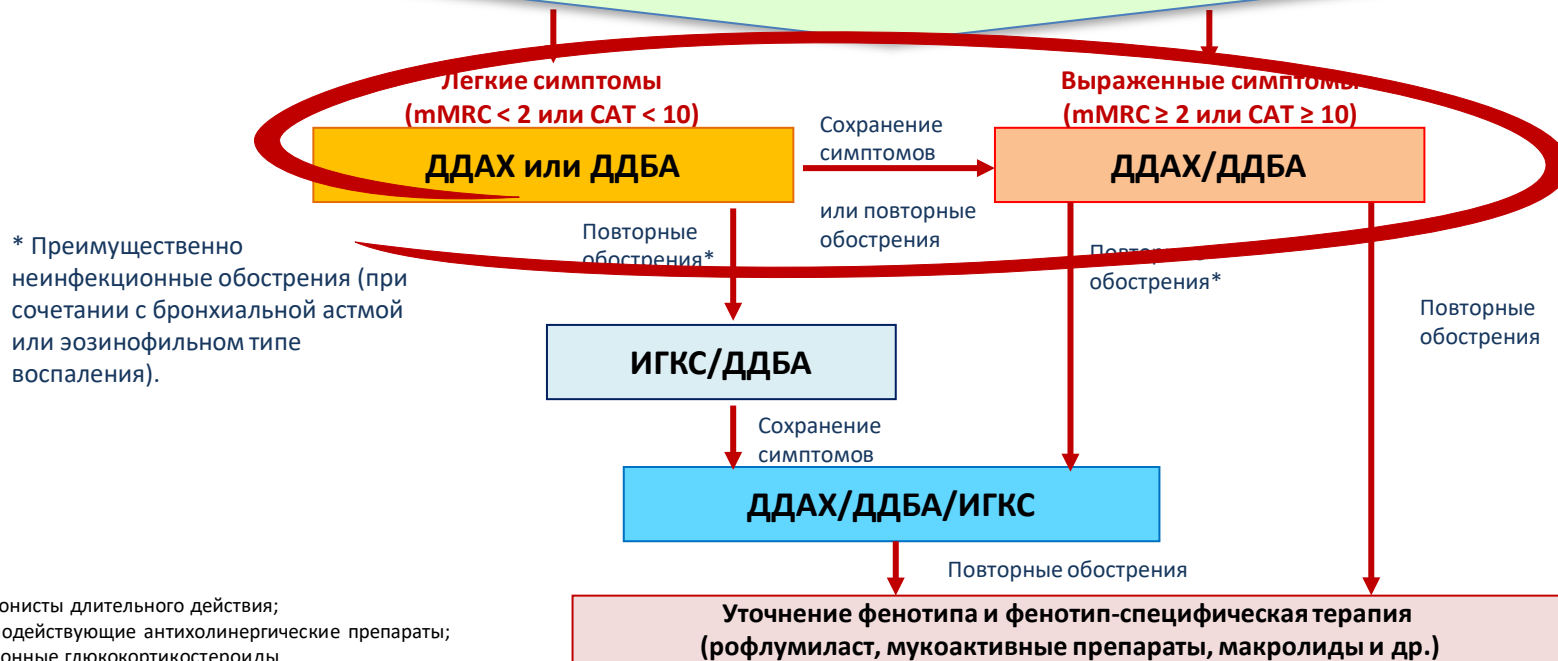 Легкие симптомы
(mMRC < 2 или CAT < 10)
Выраженные симптомы
(mMRC ≥ 2 или CAT ≥ 10)
ДДАХ или ДДБА
Сохранение
симптомов
или повторные
обострения
ДДАХ/ДДБА
* Преимущественно
неинфекционные обострения (при
сочетании с бронхиальной астмой
или эозинофильном типе
воспаления).
Повторные
обострения*
Повторные
обострения*
Повторные
обострения
ИГКС/ДДБА
Сохранение
симптомов
ДДАХ/ДДБА/ИГКС
Повторные обострения
Уточнение фенотипа и фенотип-специфическая терапия
(рофлумиласт, мукоактивные препараты, макролиды и др.)
онисты длительного действия;
одействующие антихолинергические препараты;
онные глюкокортикостероиды